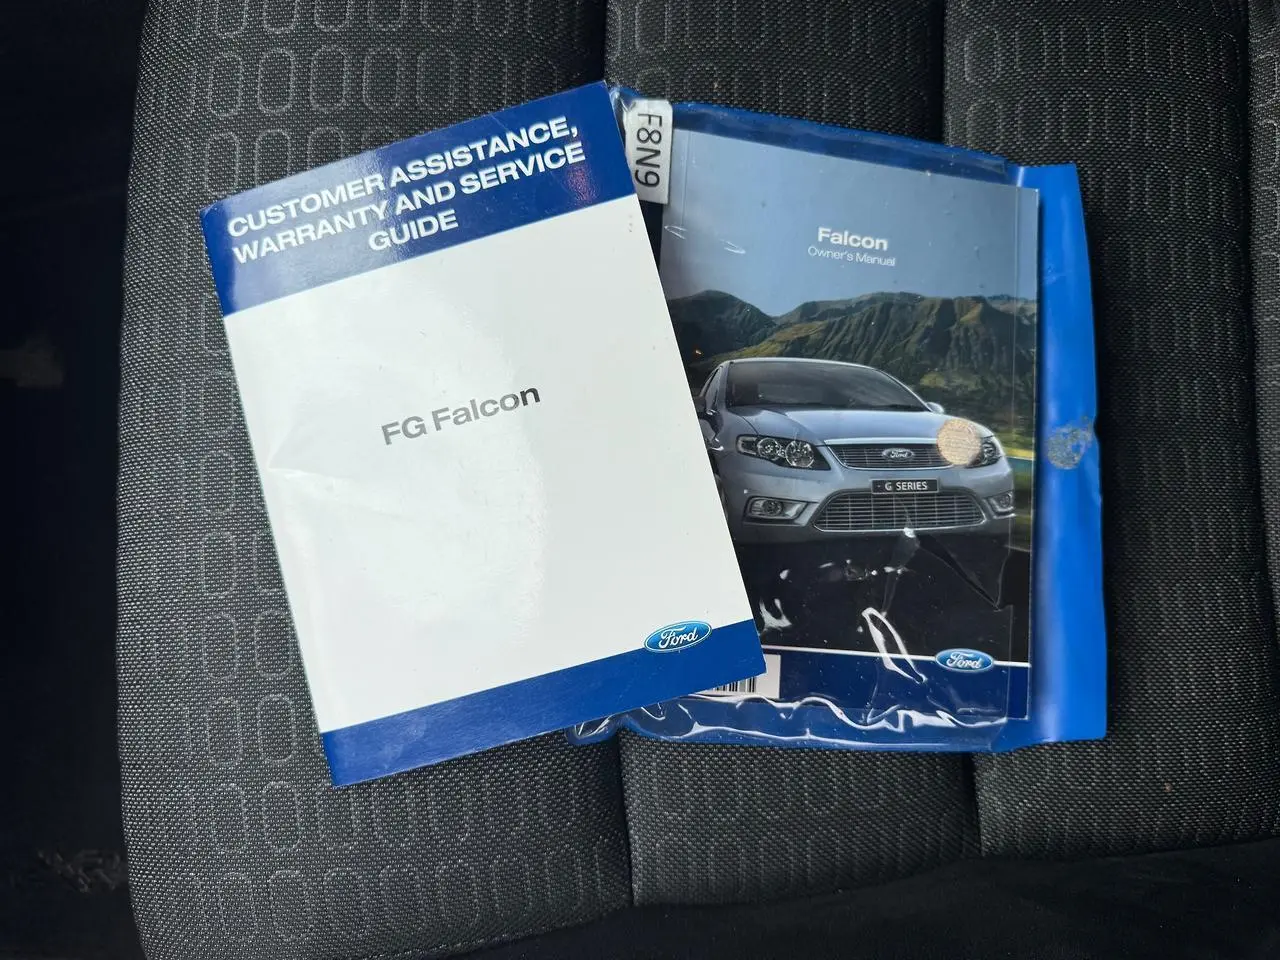 CUSTOMER ASSISTANCE,
WARRANTY AND SERVICE
GUIDE
FG Falcon
Ford
F8N9
Falcon
Owner's Manual
Ford
G SERIES
Ford